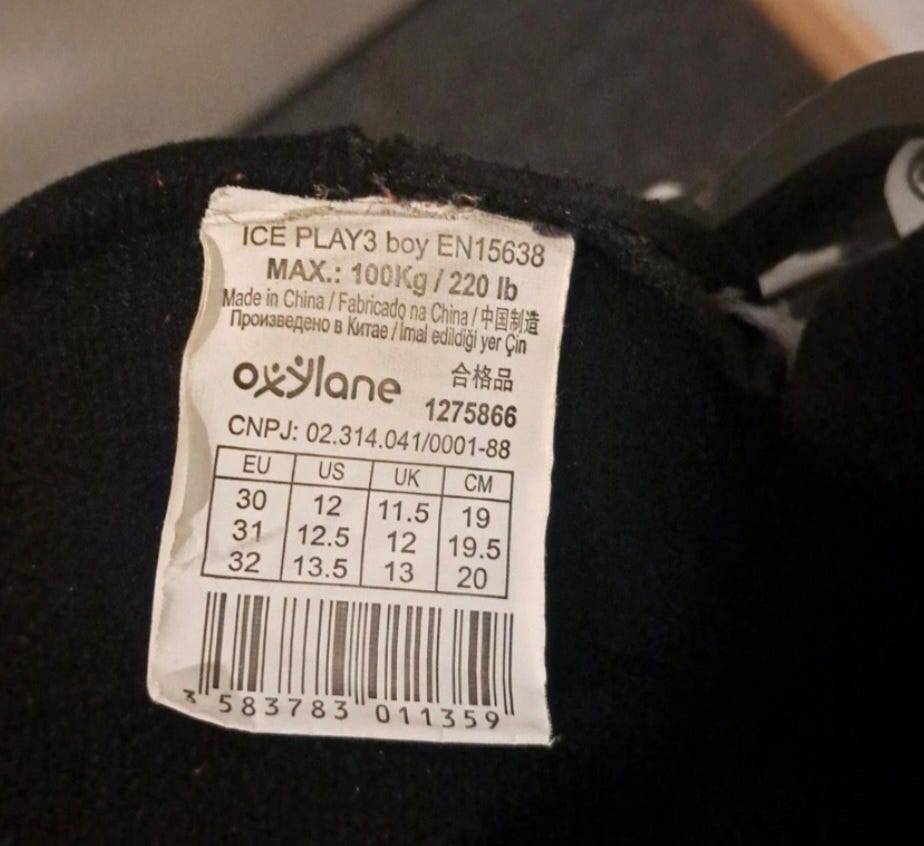 ICE PLAY3 boy EN15638
MAX.: 100Kg / 220 lb
Made in China / Fabricado na China / 中国制造
Произведено в Китае / İmal edildiği yer Çin
oxylane 合格品
1275866
CNPJ: 02.314.041/0001-88
EU US UK CM
30 12 11.5 19
31 12.5 12 19.5
32 13.5 13 20
3 583783 011359